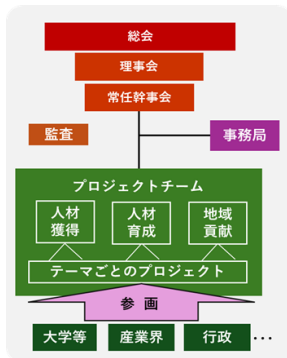 総会
理事会
常任幹事会
監査
事務局
プロジェクトチーム
人材
獲得
人材
育成
地域
貢献
テーマごとのプロジェクト
参 画
大学等
産業界
行政
…